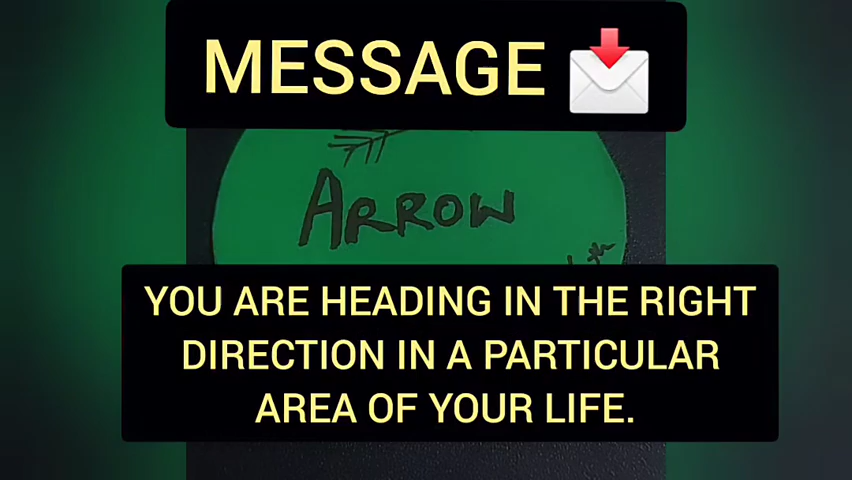 MESSAGE
ARROW
YOU ARE HEADING IN THE RIGHT
DIRECTION IN A PARTICULAR
AREA OF YOUR LIFE.